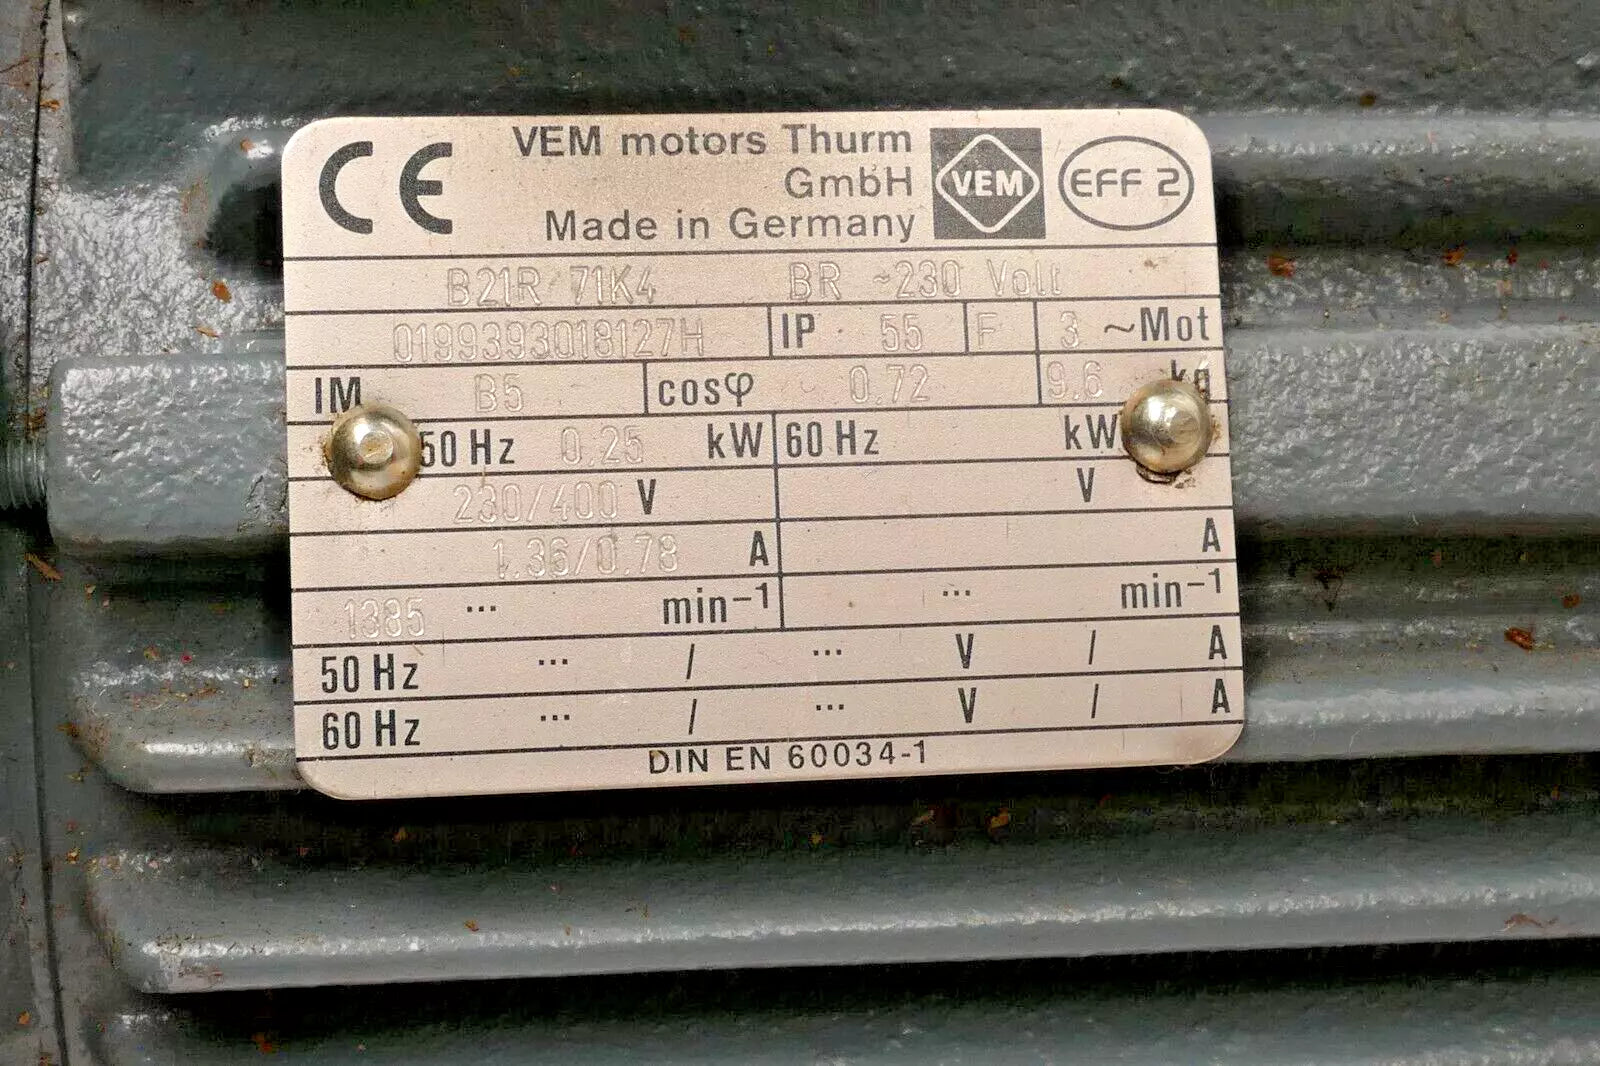 CE VEM motors Thurm VEM EFF 2
GmbH
Made in Germany
B21R 71K4 BR ~230 Volt
0199393018127H IP 55 F 3 ~Mot
IM B5 cosφ 0.72 9,6 kg
50 Hz 0,25 kW 60 Hz kW
230/400 V V
1.36/0.78 A A
1385 ... min-1 ... min-1
50 Hz ... / ... V / A
60 Hz ... / ... V / A
DIN EN 60034-1